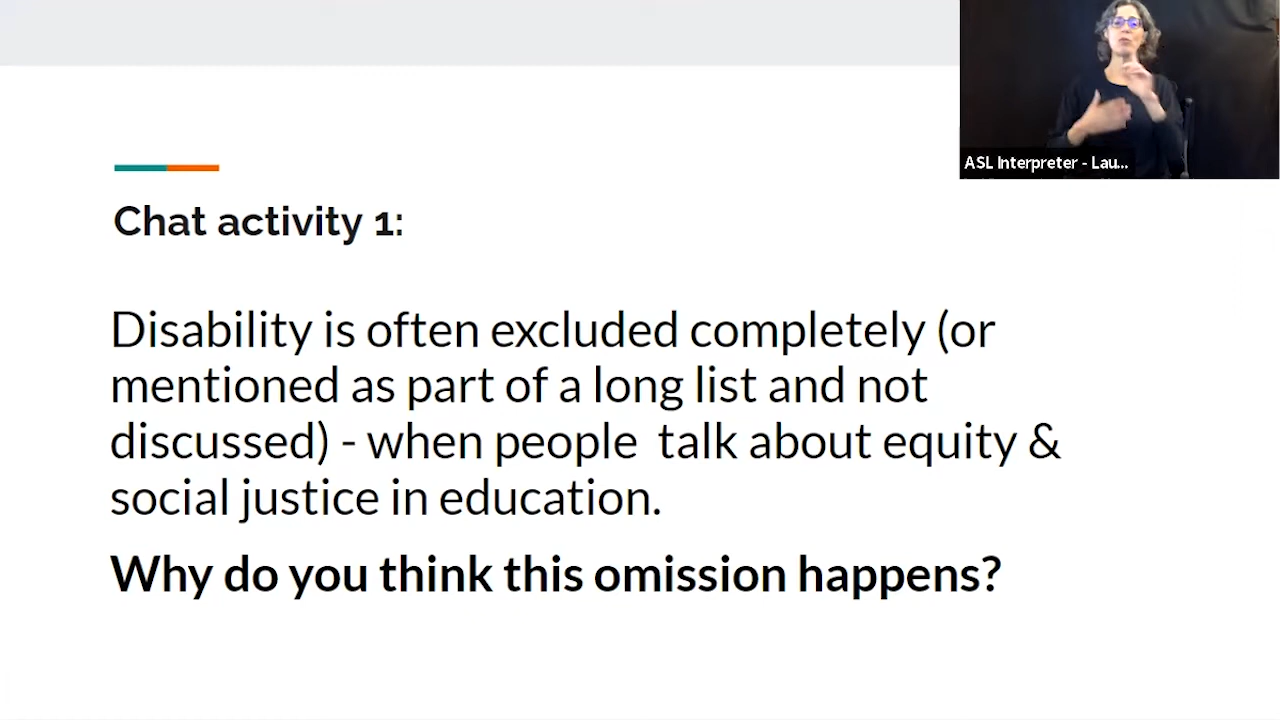 ASL Interpreter - Lau...
Chat activity 1:
Disability is often excluded completely (or
mentioned as part of a long list and not
discussed) - when people  talk about equity &
social justice in education.
Why do you think this omission happens?